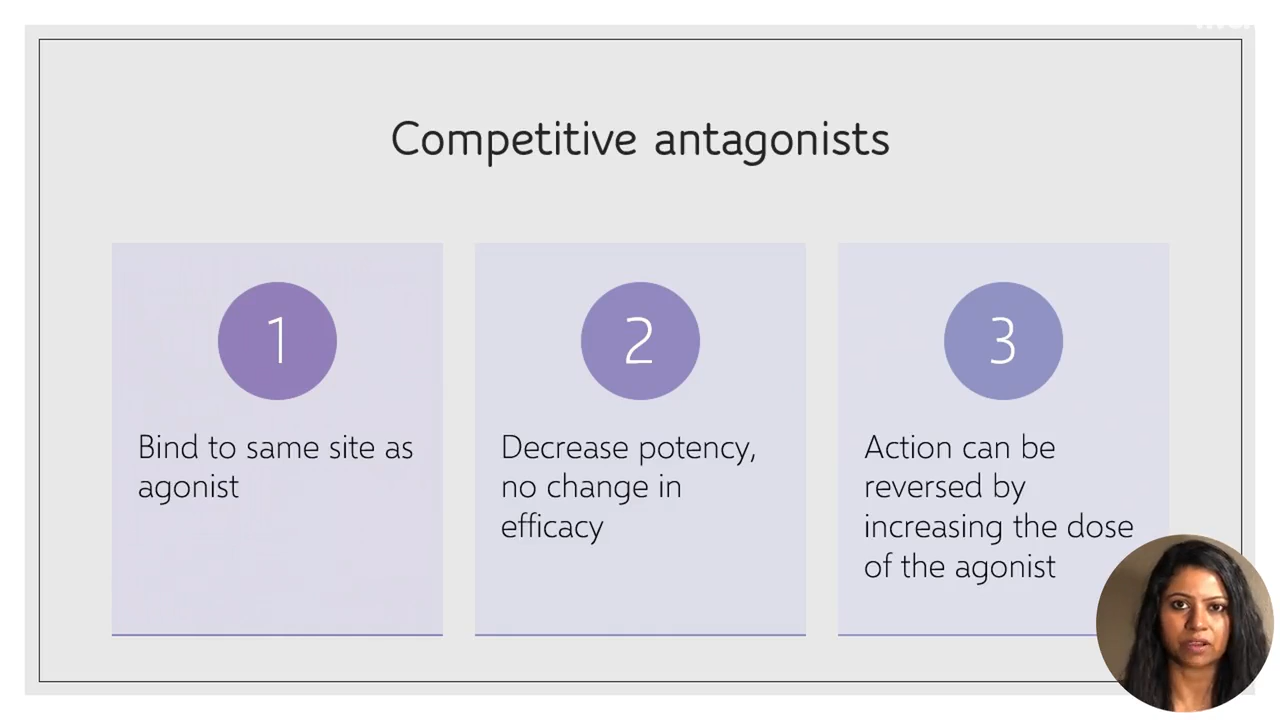 Competitive antagonists
1
Bind to same site as
agonist
2
Decrease potency,
no change in
efficacy
3
Action can be
reversed by
increasing the dose
of the agonist